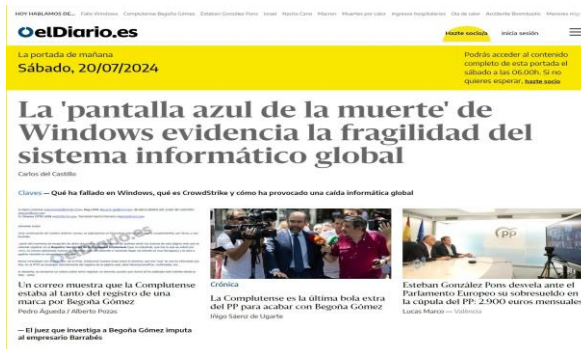 HOY HABLAMOS DE... Fallo Windows Complutense Begoña Gómez Esteban González Pons Israel Macron Muertes por calor Ingresos hospitalarios Ola de calor Accidente
elDiario.es
Hazte socio/a
Inicia sesión
La portada de mañana
Sábado, 20/07/2024
Podrás acceder al contenido
completo de esta portada el
sábado a las 06.00h. Si no
quieres esperar, hazte socio
La 'pantalla azul de la muerte' de
Windows evidencia la fragilidad del
sistema informático global
Carlos del Castillo
Claves — Qué ha fallado en Windows, qué es CrowdStrike y cómo ha provocado una caída informática global
elDiario.es
Un correo muestra que la Complutense
estaba al tanto del registro de una
marca por Begoña Gómez
Pedro Águeda / Alberto Pozas
— El juez que investiga a Begoña Gómez imputa
al empresario Barrabés
Crónica
La Complutense es la última bola extra
del PP para acabar con Begoña Gómez
Iñigo Sáenz de Ugarte
PP
Esteban González Pons desvela ante el
Parlamento Europeo su sobresueldo en
la cúpula del PP: 2.900 euros mensuales
Lucas Marco — València